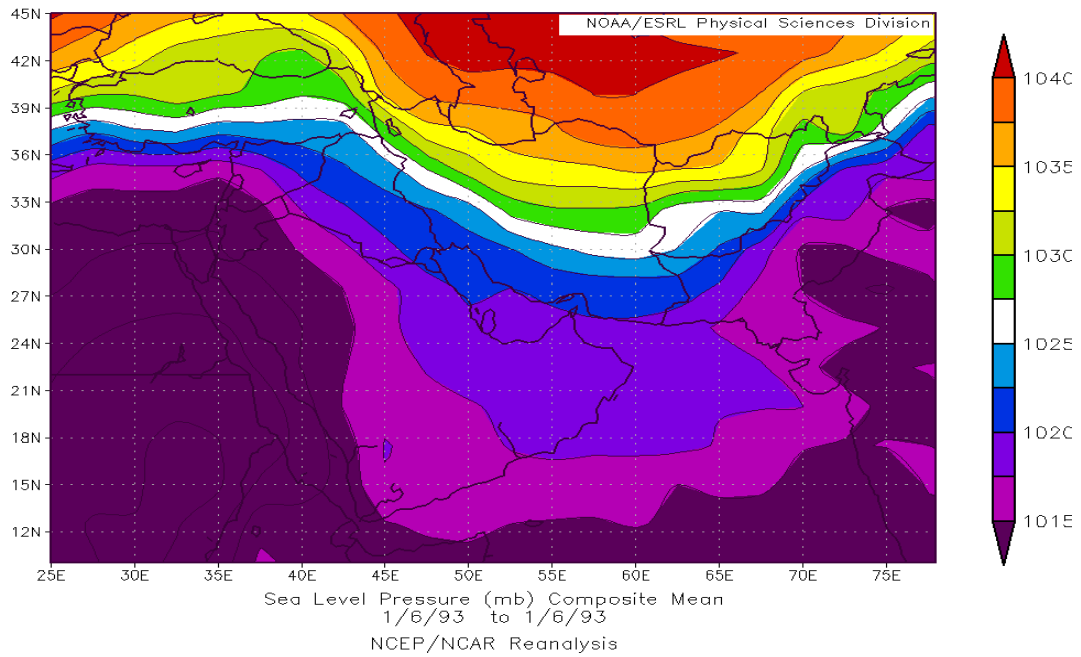 NOAA/ESRL Physical Sciences Division
45N
42N
39N
36N
33N
30N
27N
24N
21N
18N
15N
12N
25E 30E 35E 40E 45E 50E 55E 60E 65E 70E 75E
1040
1035
1030
1025
1020
1015
Sea Level Pressure (mb) Composite Mean
1/6/93 to 1/6/93
NCEP/NCAR Reanalysis